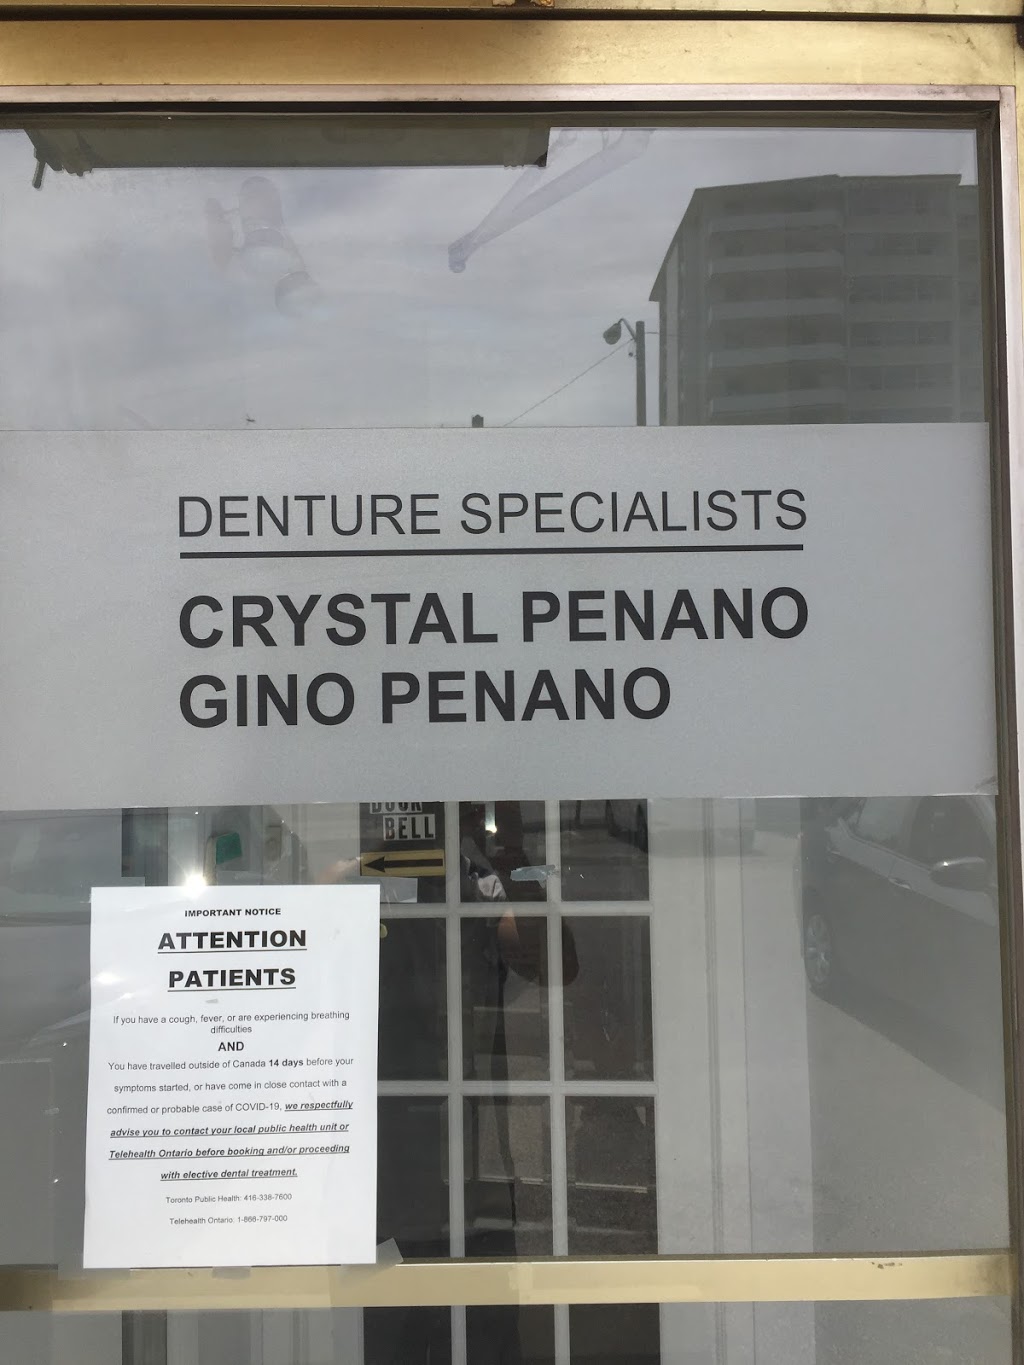 DENTURE SPECIALISTS
CRYSTAL PENANO
GINO PENANO
DOOR
BELL
IMPORTANT NOTICE
ATTENTION
PATIENTS
If you have a cough, fever, or are experiencing breathing
difficulties
AND
You have travelled outside of Canada 14 days before your
symptoms started, or have come in close contact with a
confirmed or probable case of COVID-19, we respectfully
advise you to contact your local public health unit or
Telehealth Ontario before booking and/or proceeding
with elective dental treatment.
Toronto Public Health: 416-338-7600
Telehealth Ontario: 1-866-797-000